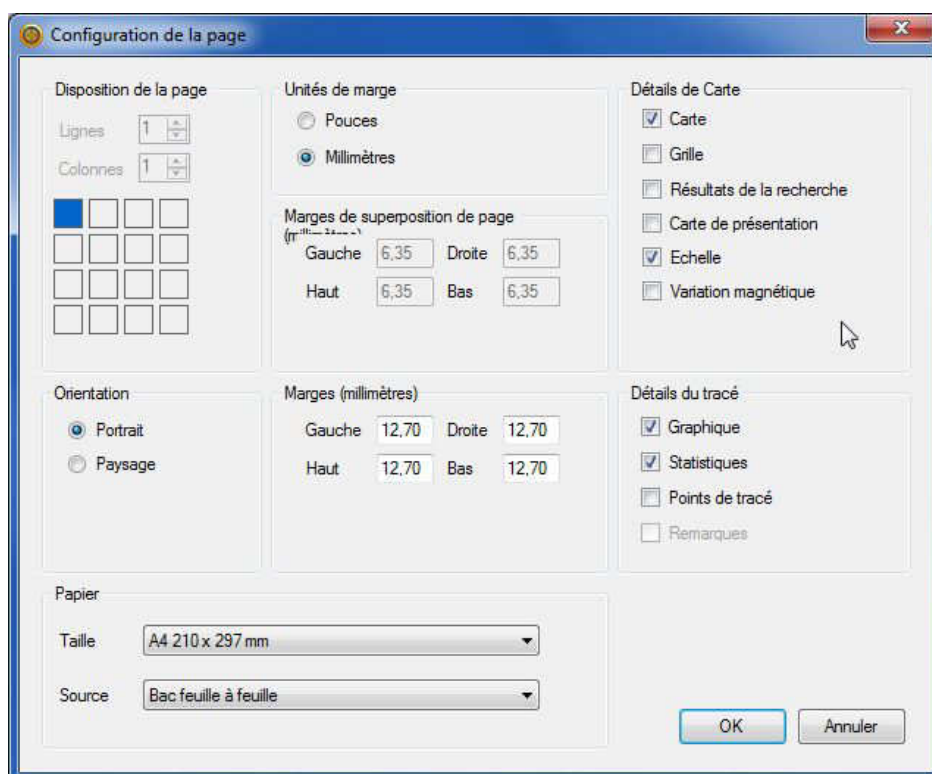 Configuration de la page
Disposition de la page
Lignes 1
Colonnes 1
Unités de marge
Pouces
Millimètres
Marges de superposition de page
(millimètres)
Gauche 6,35 Droite 6,35
Haut 6,35 Bas 6,35
Détails de Carte
Carte
Grille
Résultats de la recherche
Carte de présentation
Echelle
Variation magnétique
Orientation
Portrait
Paysage
Marges (millimètres)
Gauche 12,70 Droite 12,70
Haut 12,70 Bas 12,70
Détails du tracé
Graphique
Statistiques
Points de tracé
Remarques
Papier
Taille A4 210 x 297 mm
Source Bac feuille à feuille
OK Annuler